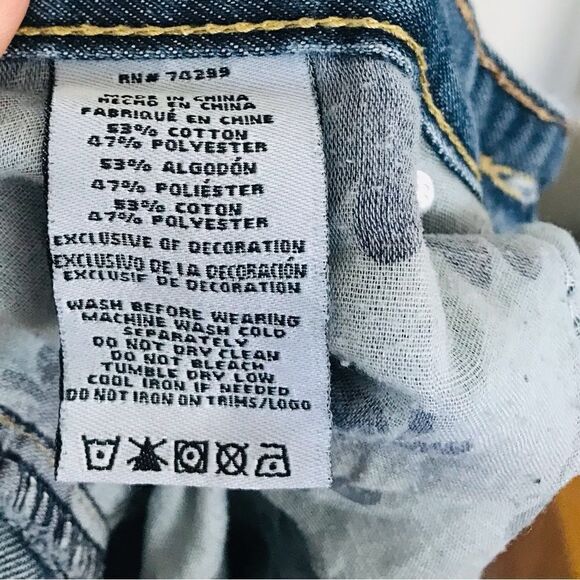 RN# 74299
MADE IN CHINA
HECHO EN CHINA
FABRIQUÉ EN CHINE
53% COTTON
47% POLYESTER
53% ALGODÓN
47% POLIÉSTER
53% COTON
47% POLYESTER
EXCLUSIVE OF DECORATION
EXCLUSIVO DE LA DECORACIÓN
EXCLUSIF DE DECORATION
WASH BEFORE WEARING
MACHINE WASH COLD
SEPARATELY
DO NOT DRY CLEAN
DO NOT BLEACH
TUMBLE DRY LOW
COOL IRON IF NEEDED
DO NOT IRON ON TRIMS/LOGO